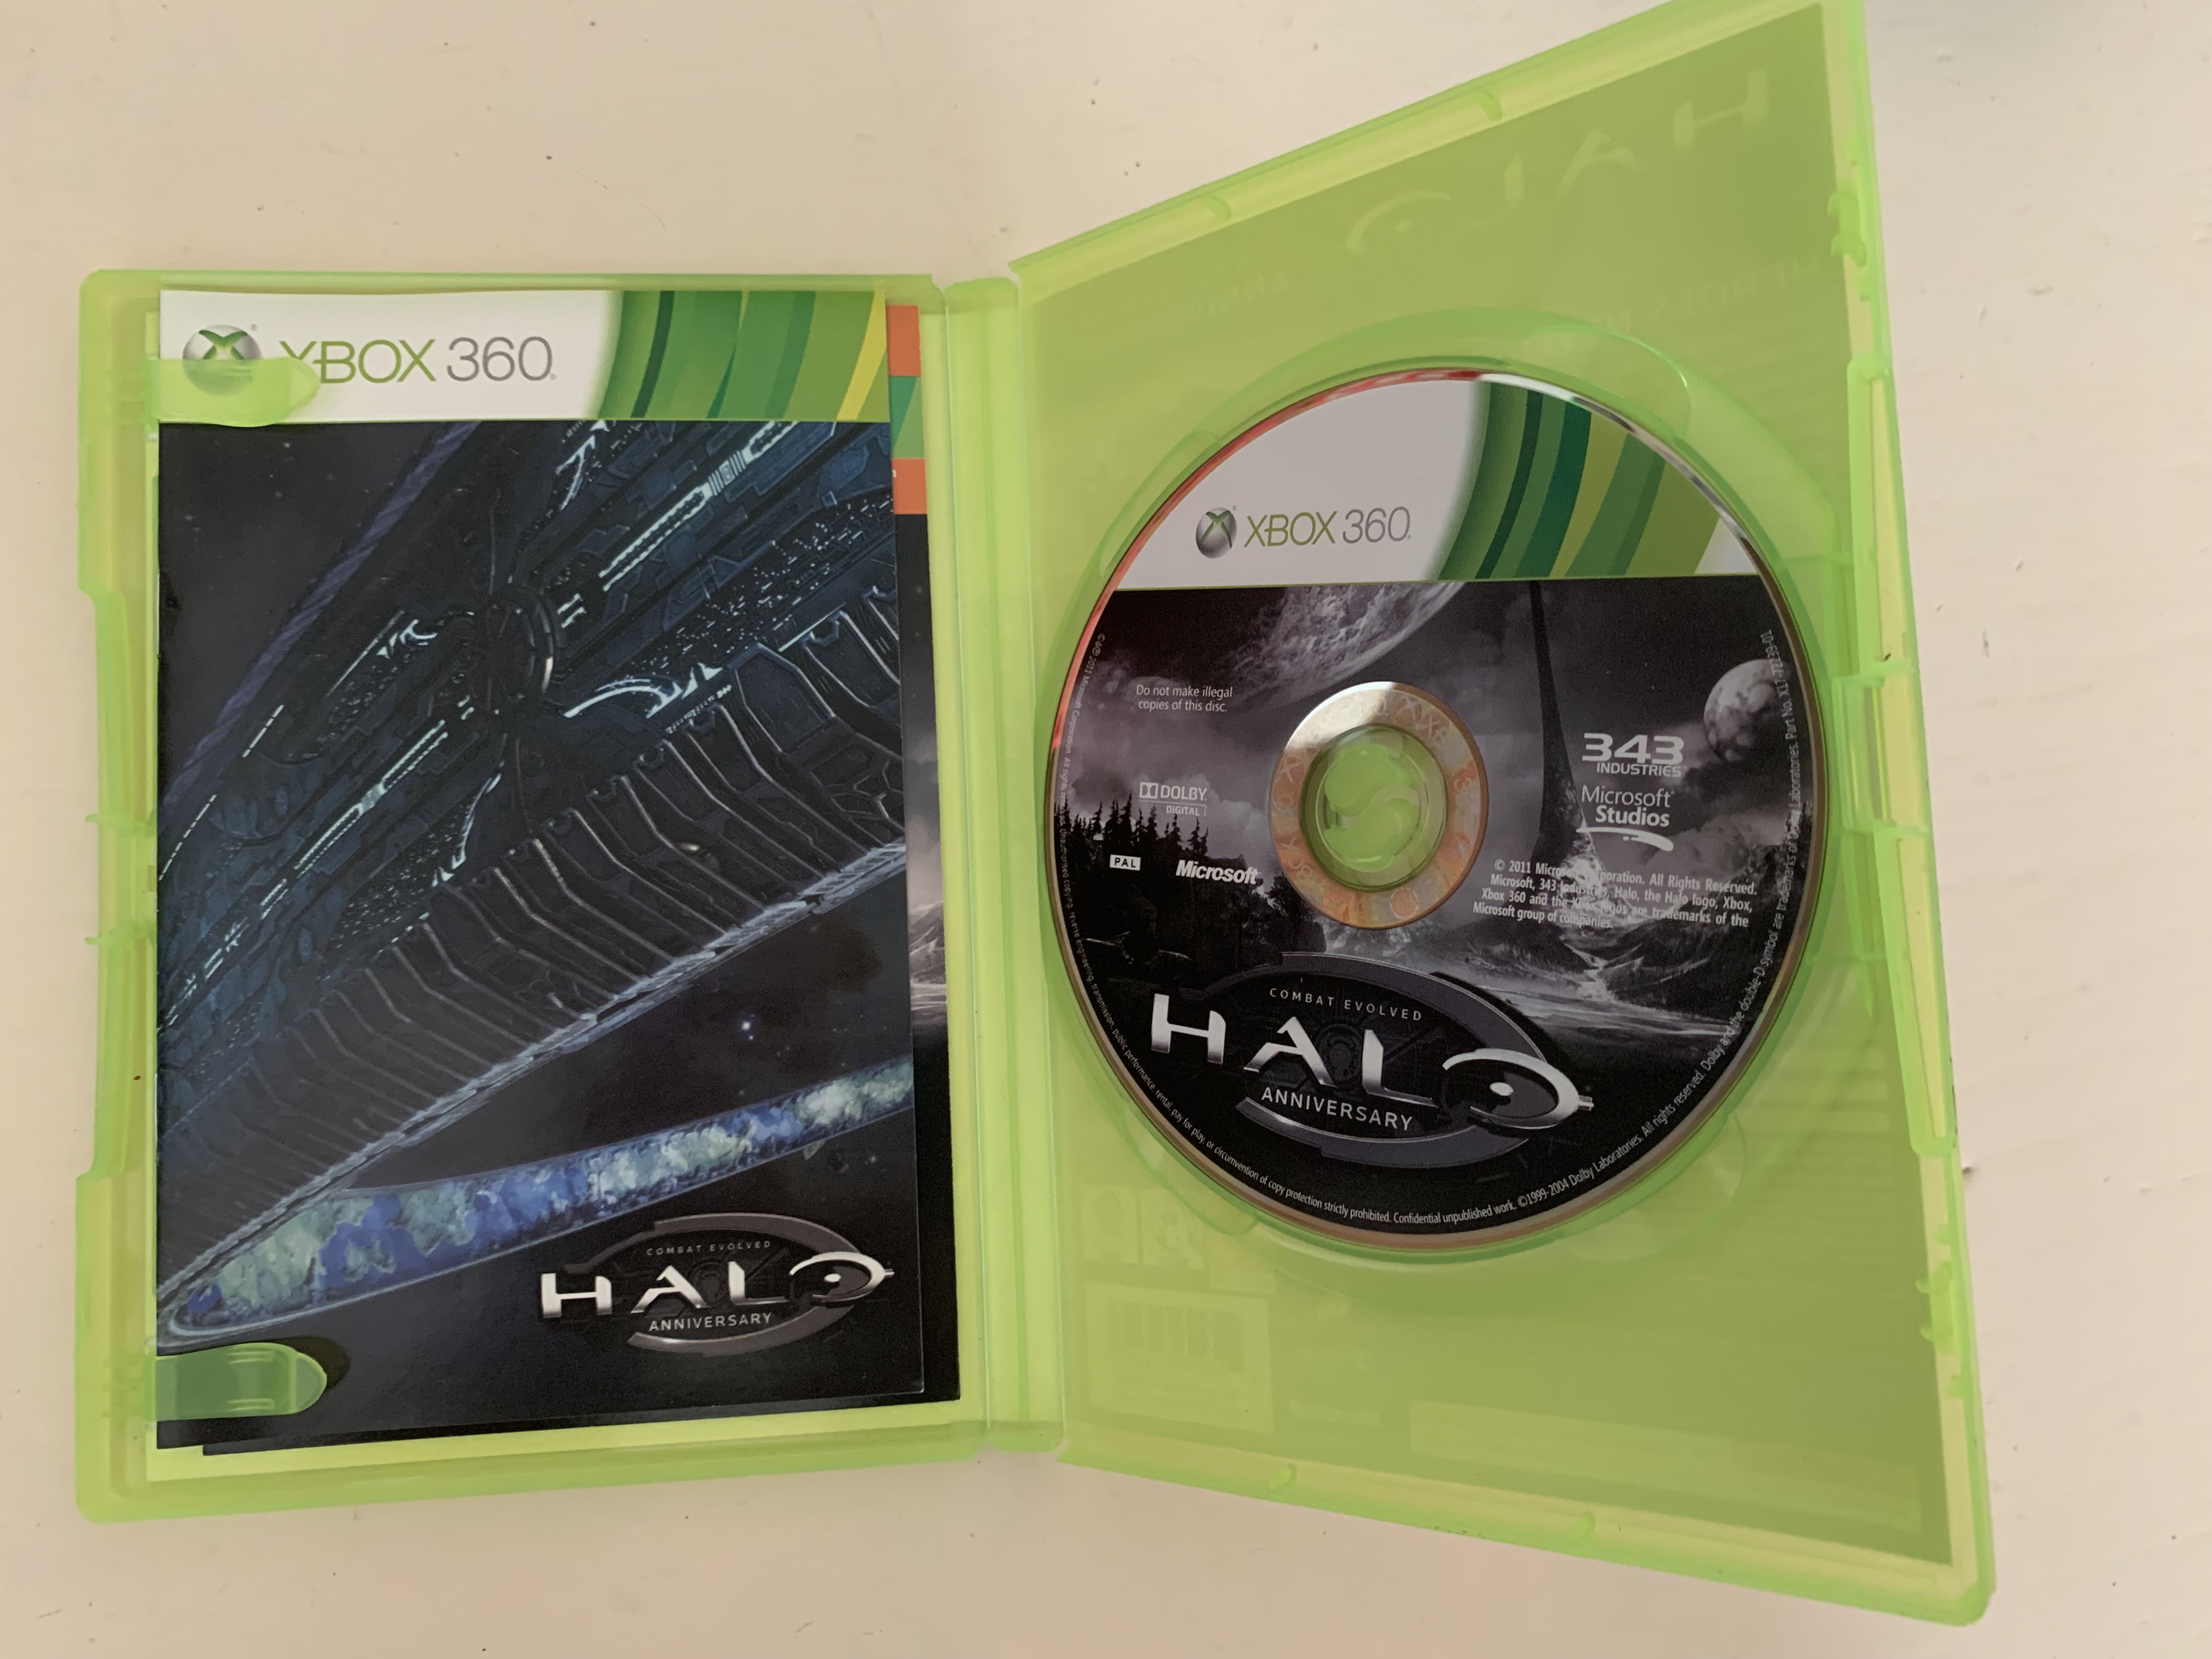 XBOX 360
COMBAT EVOLVED
HALO
ANNIVERSARY
HALO
XBOX 360
Do not make illegal
copies of this disc.
DOLBY
DIGITAL
PAL
Microsoft
343
INDUSTRIES
Microsoft
Studios
© 2011 Corporation. All Rights Reserved.
Microsoft, 343 Industries, Halo, the Halo logo, Xbox,
Xbox 360 and the Xbox logos are trademarks of the
Microsoft group of companies.
COMBAT EVOLVED
HALO
ANNIVERSARY
transmission, public performance, rental, pay for play, or circumvention of copy protection strictly prohibited. Confidential unpublished work. ©1999-2004 Dolby Laboratories. All rights reserved. Dolby and the double-D symbol are trademarks of Dolby Laboratories. Part No.